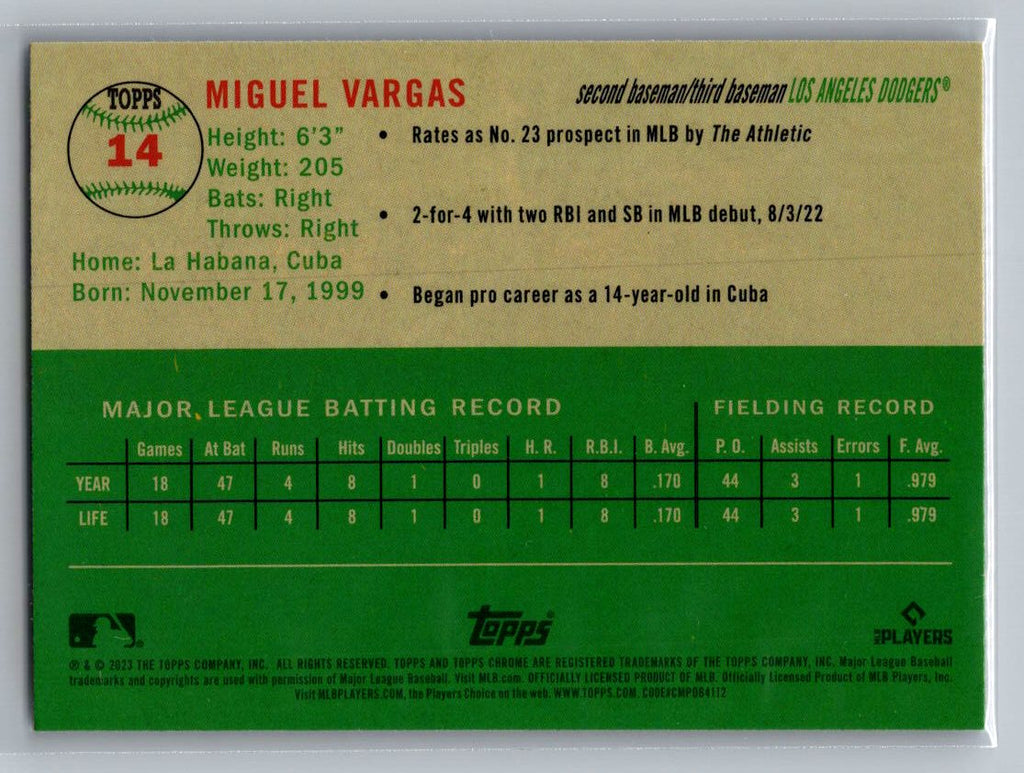 TOPPS
14
MIGUEL VARGAS
second baseman/third baseman LOS ANGELES DODGERS®
Height: 6'3"
Weight: 205
Bats: Right
Throws: Right
Home: La Habana, Cuba
Born: November 17, 1999
• Rates as No. 23 prospect in MLB by The Athletic
• 2-for-4 with two RBI and SB in MLB debut, 8/3/22
• Began pro career as a 14-year-old in Cuba
MAJOR LEAGUE BATTING RECORD FIELDING RECORD
Games At Bat Runs Hits Doubles Triples H. R. R.B.I. B. Avg. P. O. Assists Errors F. Avg.
YEAR 18 47 4 8 1 0 1 8 .170 44 3 1 .979
LIFE 18 47 4 8 1 0 1 8 .170 44 3 1 .979
Topps®
MLB PLAYERS
® & © 2023 THE TOPPS COMPANY, INC. ALL RIGHTS RESERVED. TOPPS AND TOPPS CHROME ARE REGISTERED TRADEMARKS OF THE TOPPS COMPANY, INC. Major League Baseball
trademarks and copyrights are used with permission of Major League Baseball. Visit MLB.com. OFFICIALLY LICENSED PRODUCT OF MLB. Officially Licensed Product of MLB Players, Inc.
Visit MLBPLAYERS.COM, the Players Choice on the web. WWW.TOPPS.COM. CODE#CMP064112